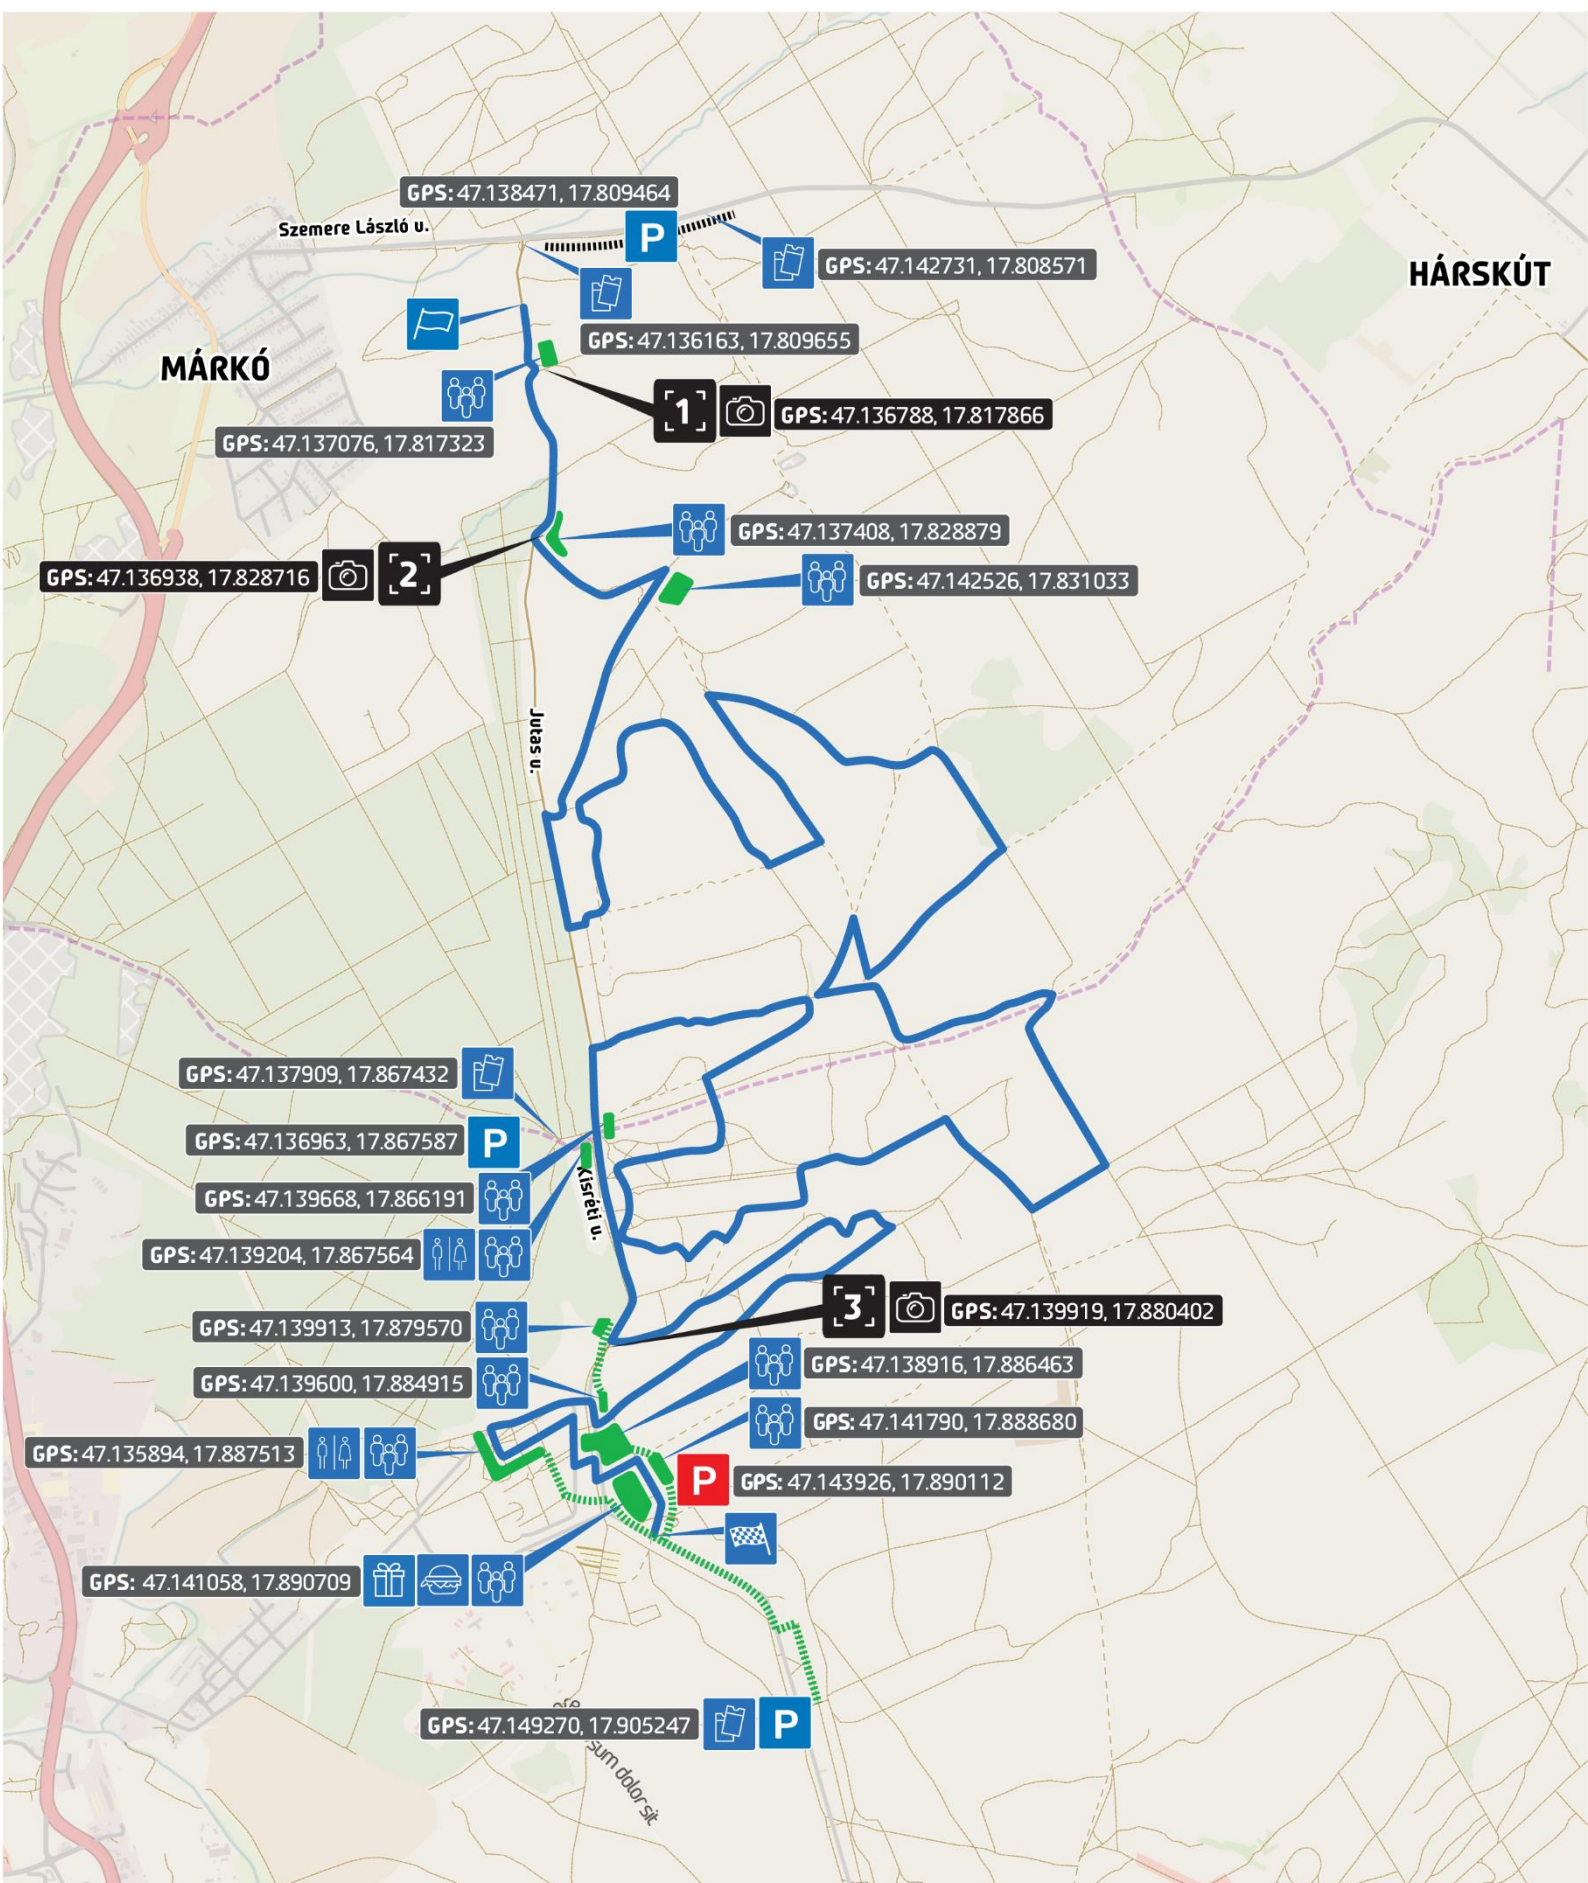 GPS: 47.138471, 17.809464
Szemere László u.
P
GPS: 47.142731, 17.808571
HÁRSKÚT
GPS: 47.136163, 17.809655
MÁRKÓ
1
GPS: 47.136788, 17.817866
GPS: 47.137076, 17.817323
GPS: 47.137408, 17.828879
GPS: 47.136938, 17.828716
2
GPS: 47.142526, 17.831033
Jutas u.
GPS: 47.137909, 17.867432
GPS: 47.136963, 17.867587
P
GPS: 47.139668, 17.866191
Kisréti u.
GPS: 47.139204, 17.867564
3
GPS: 47.139919, 17.880402
GPS: 47.139913, 17.879570
GPS: 47.138916, 17.886463
GPS: 47.139600, 17.884915
GPS: 47.141790, 17.888680
GPS: 47.135894, 17.887513
P
GPS: 47.143926, 17.890112
GPS: 47.141058, 17.890709
GPS: 47.149270, 17.905247
P
sum dolor sit